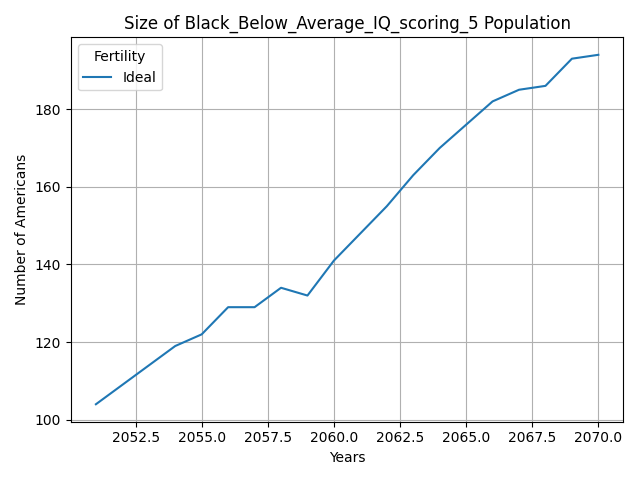 Size of Black_Below_Average_IQ_scoring_5 Population
Fertility
Ideal
Number of Americans
180
160
140
120
100
2052.5 2055.0 2057.5 2060.0 2062.5 2065.0 2067.5 2070.0
Years